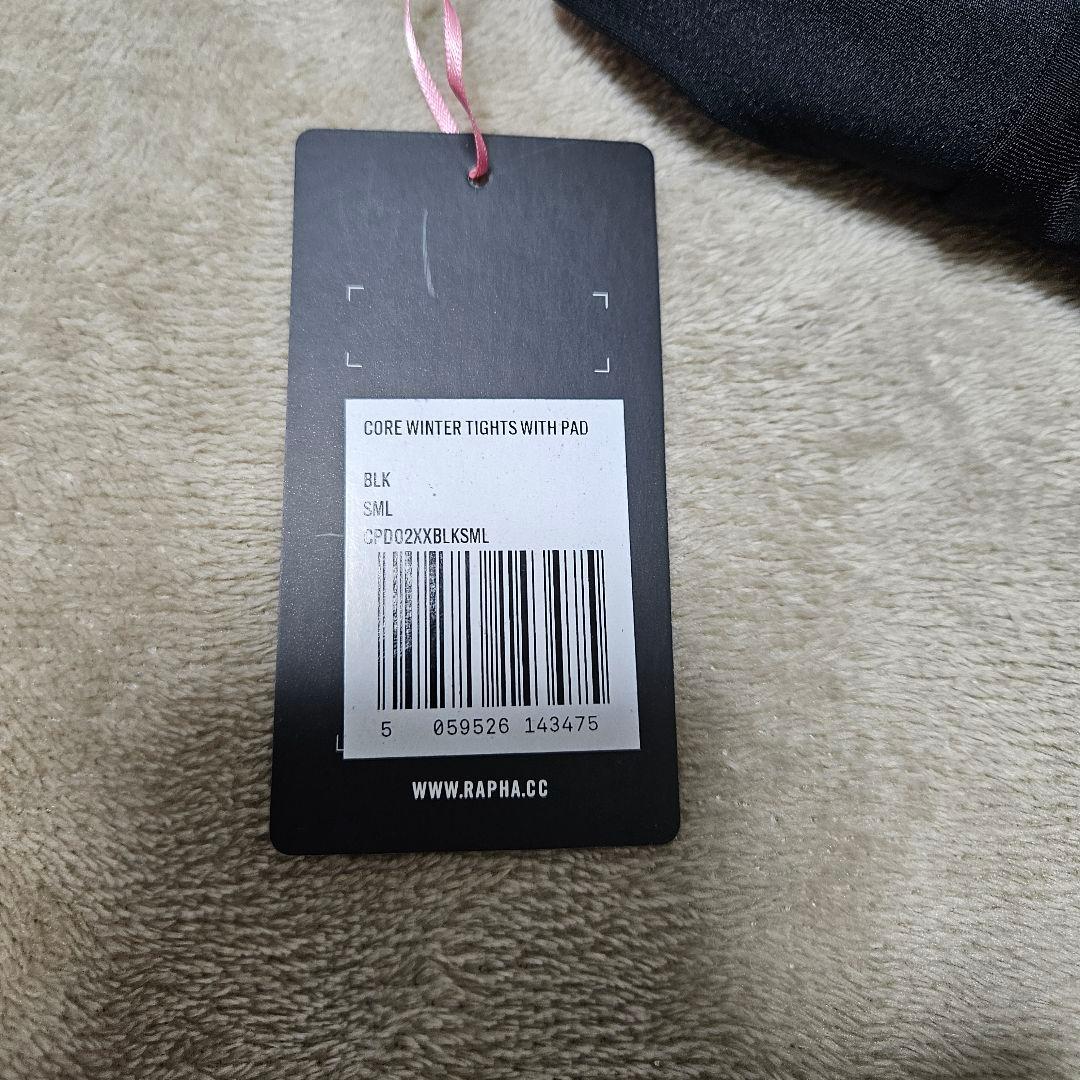 CORE WINTER TIGHTS WITH PAD
BLK
SML
CPD02XXBLKSML
5 059526 143475
WWW.RAPHA.CC